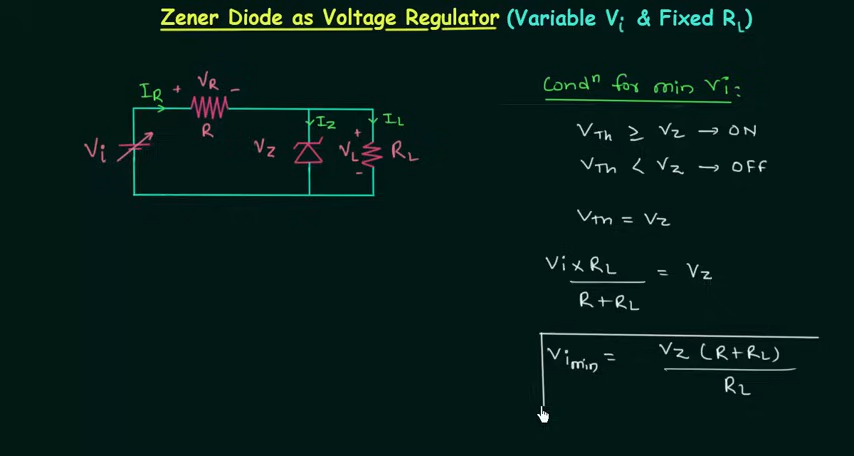 Zener Diode as Voltage Regulator (Variable Vi & Fixed RL)
Condn for min Vi:
VTh ≥ VZ → ON
VTh < VZ → OFF
VTh = VZ
Vi × RL
R + RL
= VZ
Vimin =
VZ (R+RL)
RL
VR
IR + -
R
IZ
IL
Vi
VZ
+
VL
RL
-